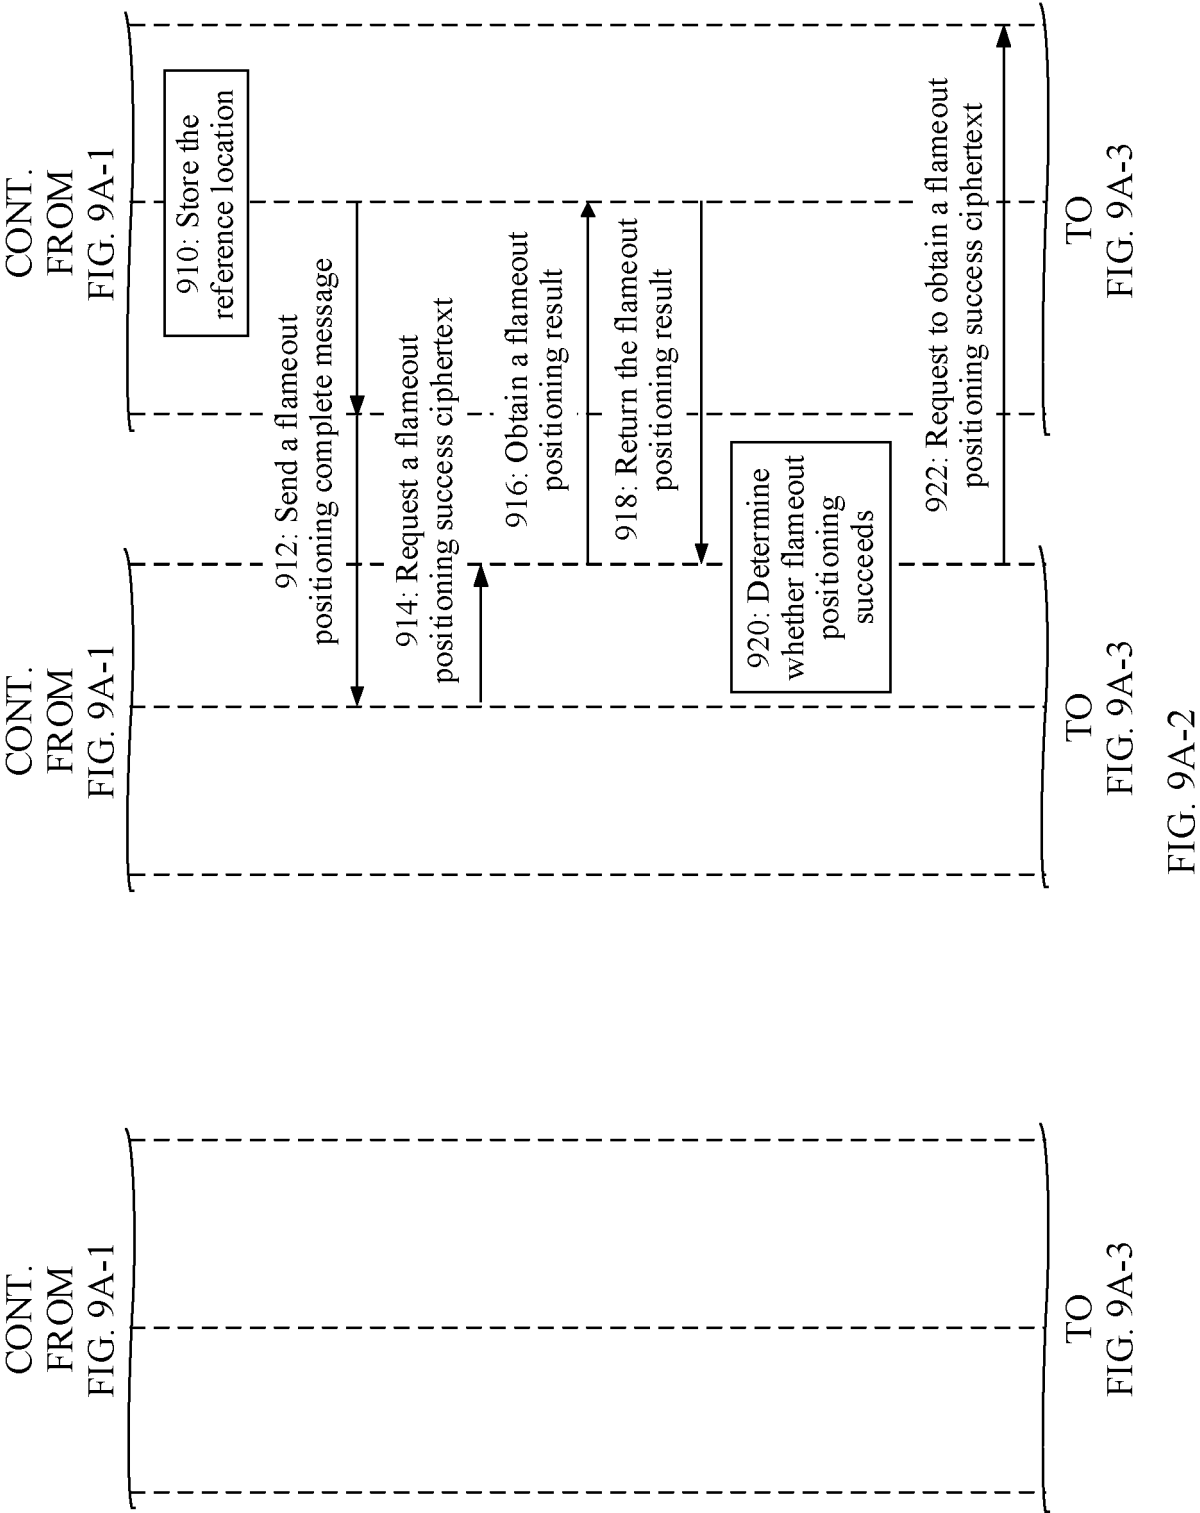 CONT.
FROM
FIG. 9A-1
CONT.
FROM
FIG. 9A-1
CONT.
FROM
FIG. 9A-1
910: Store the
reference location
912: Send a flameout
positioning complete message
914: Request a flameout
positioning success ciphertext
916: Obtain a flameout
positioning result
918: Return the flameout
positioning result
920: Determine
whether flameout
positioning
succeeds
922: Request to obtain a flameout
positioning success ciphertext
TO
FIG. 9A-3
TO
FIG. 9A-3
TO
FIG. 9A-3
FIG. 9A-2